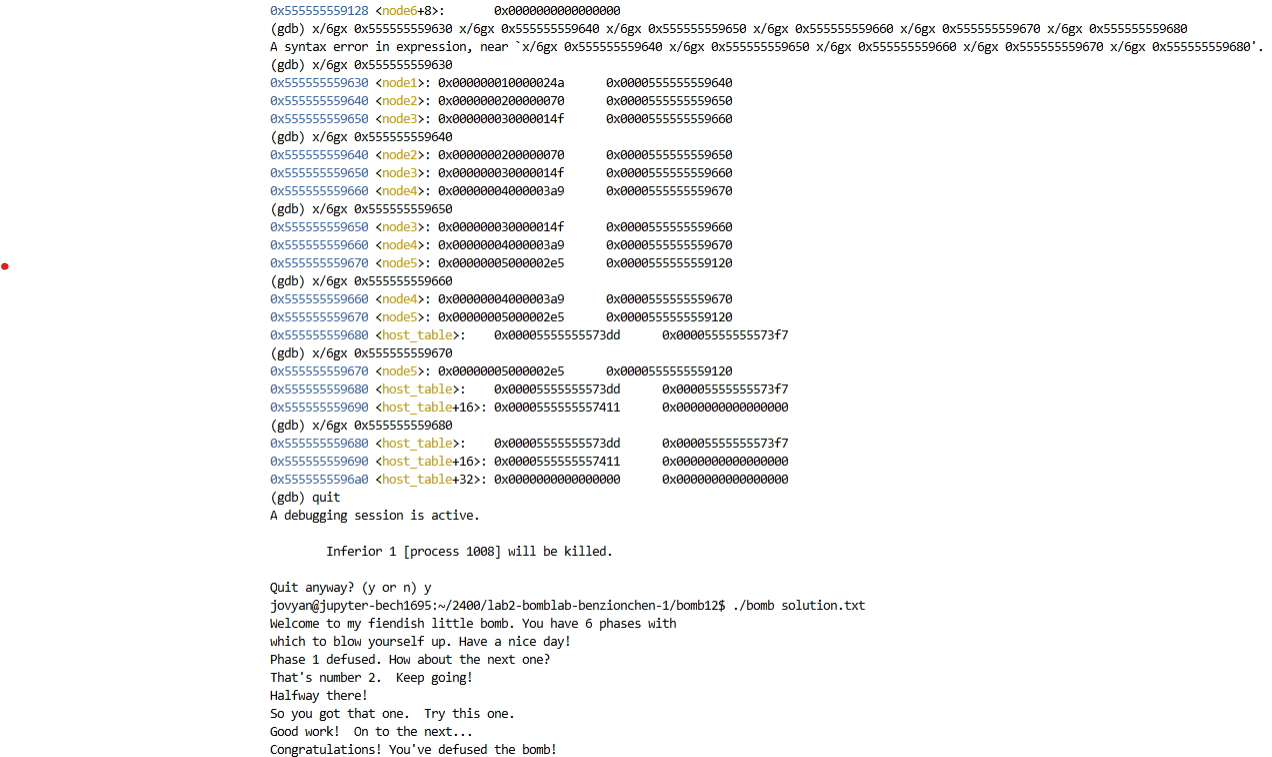 0x555555559128 <node6+8>:       0x0000000000000000
(gdb) x/6gx 0x555555559630 x/6gx 0x555555559640 x/6gx 0x555555559650 x/6gx 0x555555559660 x/6gx 0x555555559670 x/6gx 0x555555559680
A syntax error in expression, near `x/6gx 0x555555559640 x/6gx 0x555555559650 x/6gx 0x555555559660 x/6gx 0x555555559670 x/6gx 0x555555559680'.
(gdb) x/6gx 0x555555559630
0x555555559630 <node1>: 0x000000010000024a      0x0000555555559640
0x555555559640 <node2>: 0x0000000200000070      0x0000555555559650
0x555555559650 <node3>: 0x000000030000014f      0x0000555555559660
(gdb) x/6gx 0x555555559640
0x555555559640 <node2>: 0x0000000200000070      0x0000555555559650
0x555555559650 <node3>: 0x000000030000014f      0x0000555555559660
0x555555559660 <node4>: 0x00000004000003a9      0x0000555555559670
(gdb) x/6gx 0x555555559650
0x555555559650 <node3>: 0x000000030000014f      0x0000555555559660
0x555555559660 <node4>: 0x00000004000003a9      0x0000555555559670
0x555555559670 <node5>: 0x00000005000002e5      0x0000555555559120
(gdb) x/6gx 0x555555559660
0x555555559660 <node4>: 0x00000004000003a9      0x0000555555559670
0x555555559670 <node5>: 0x00000005000002e5      0x0000555555559120
0x555555559680 <host_table>:    0x00005555555573dd      0x00005555555573f7
(gdb) x/6gx 0x555555559670
0x555555559670 <node5>: 0x00000005000002e5      0x0000555555559120
0x555555559680 <host_table>:    0x00005555555573dd      0x00005555555573f7
0x555555559690 <host_table+16>: 0x0000555555557411      0x0000000000000000
(gdb) x/6gx 0x555555559680
0x555555559680 <host_table>:    0x00005555555573dd      0x00005555555573f7
0x555555559690 <host_table+16>: 0x0000555555557411      0x0000000000000000
0x5555555596a0 <host_table+32>: 0x0000000000000000      0x0000000000000000
(gdb) quit
A debugging session is active.
        Inferior 1 [process 1008] will be killed.
Quit anyway? (y or n) y
jovyan@jupyter-bech1695:~/2400/lab2-bomblab-benzionchen-1/bomb12$ ./bomb solution.txt
Welcome to my fiendish little bomb. You have 6 phases with
which to blow yourself up. Have a nice day!
Phase 1 defused. How about the next one?
That's number 2.  Keep going!
Halfway there!
So you got that one.  Try this one.
Good work!  On to the next...
Congratulations! You've defused the bomb!